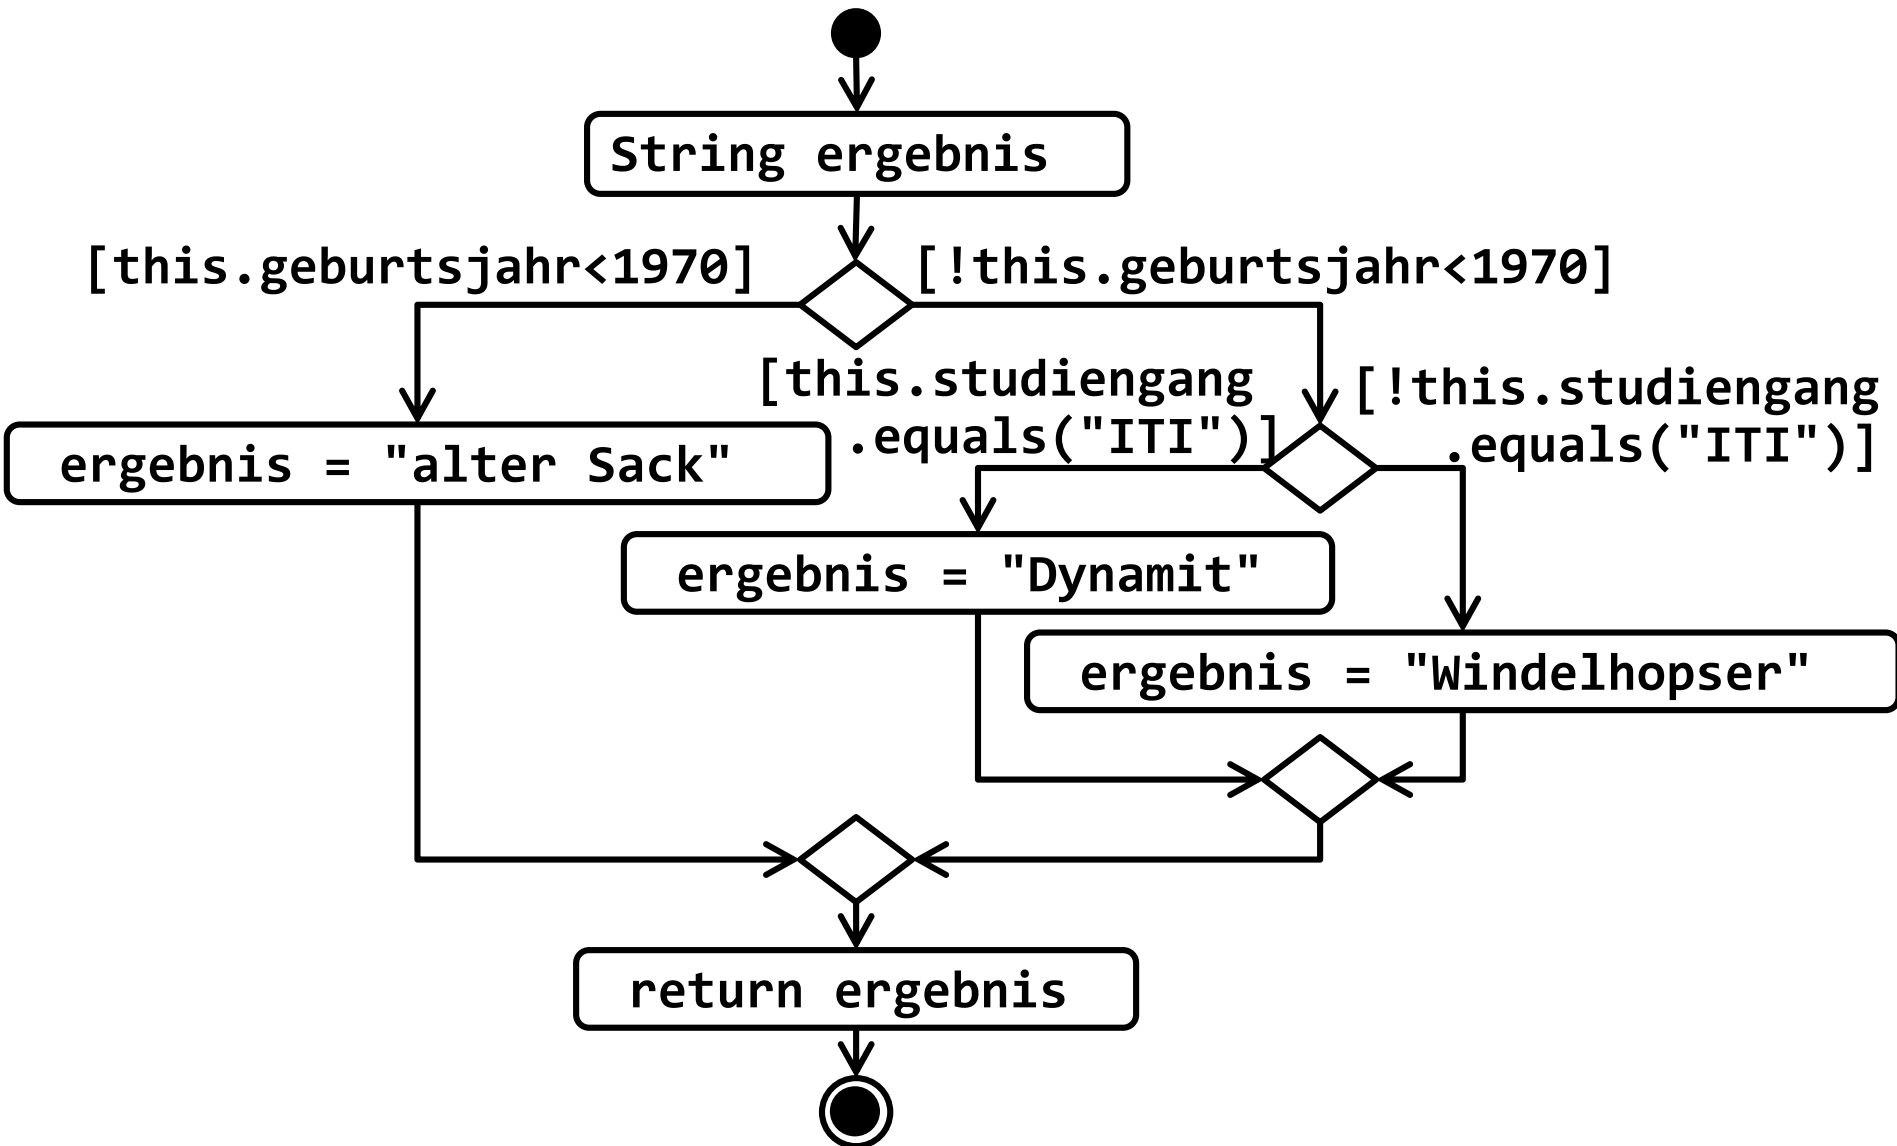 String ergebnis
[this.geburtsjahr<1970]
[!this.geburtsjahr<1970]
[this.studiengang
.equals("ITI")]
[!this.studiengang
.equals("ITI")]
ergebnis = "alter Sack"
ergebnis = "Dynamit"
ergebnis = "Windelhopser"
return ergebnis